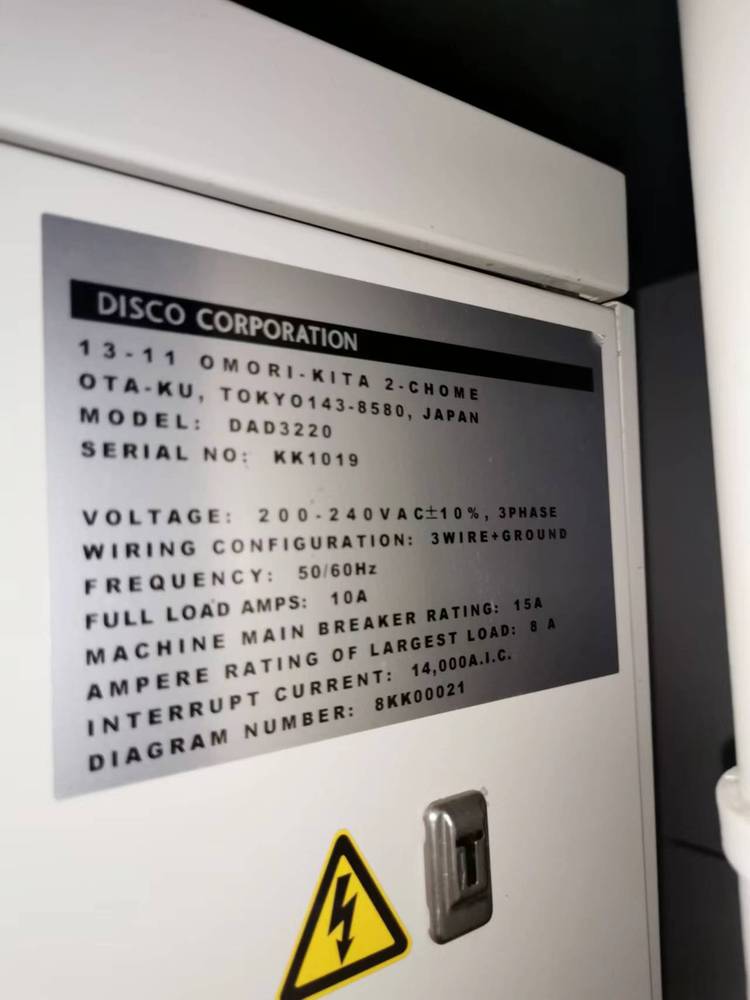 DISCO CORPORATION
13-11 OMORI-KITA 2-CHOME
OTA-KU, TOKYO143-8580, JAPAN
MODEL: DAD3220
SERIAL NO: KK1019
VOLTAGE: 200-240VAC±10%, 3PHASE
WIRING CONFIGURATION: 3WIRE+GROUND
FREQUENCY: 50/60Hz
FULL LOAD AMPS: 10A
MACHINE MAIN BREAKER RATING: 15A
AMPERE RATING OF LARGEST LOAD: 8 A
INTERRUPT CURRENT: 14,000A.I.C.
DIAGRAM NUMBER: 8KK00021